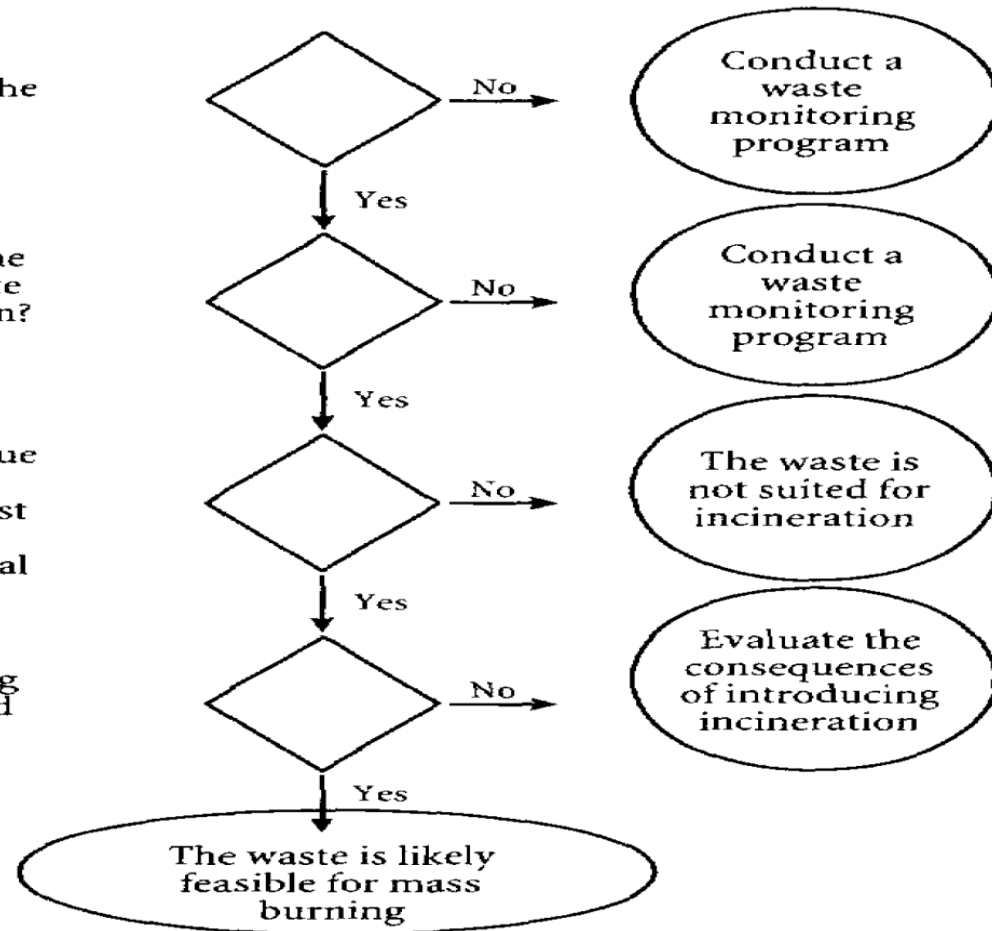 he
No
Conduct a
waste
monitoring
program
Yes
ne
te
n?
No
Conduct a
waste
monitoring
program
Yes
ue
st
al
No
The waste is
not suited for
incineration
Yes
g
d
No
Evaluate the
consequences
of introducing
incineration
Yes
The waste is likely
feasible for mass
burning